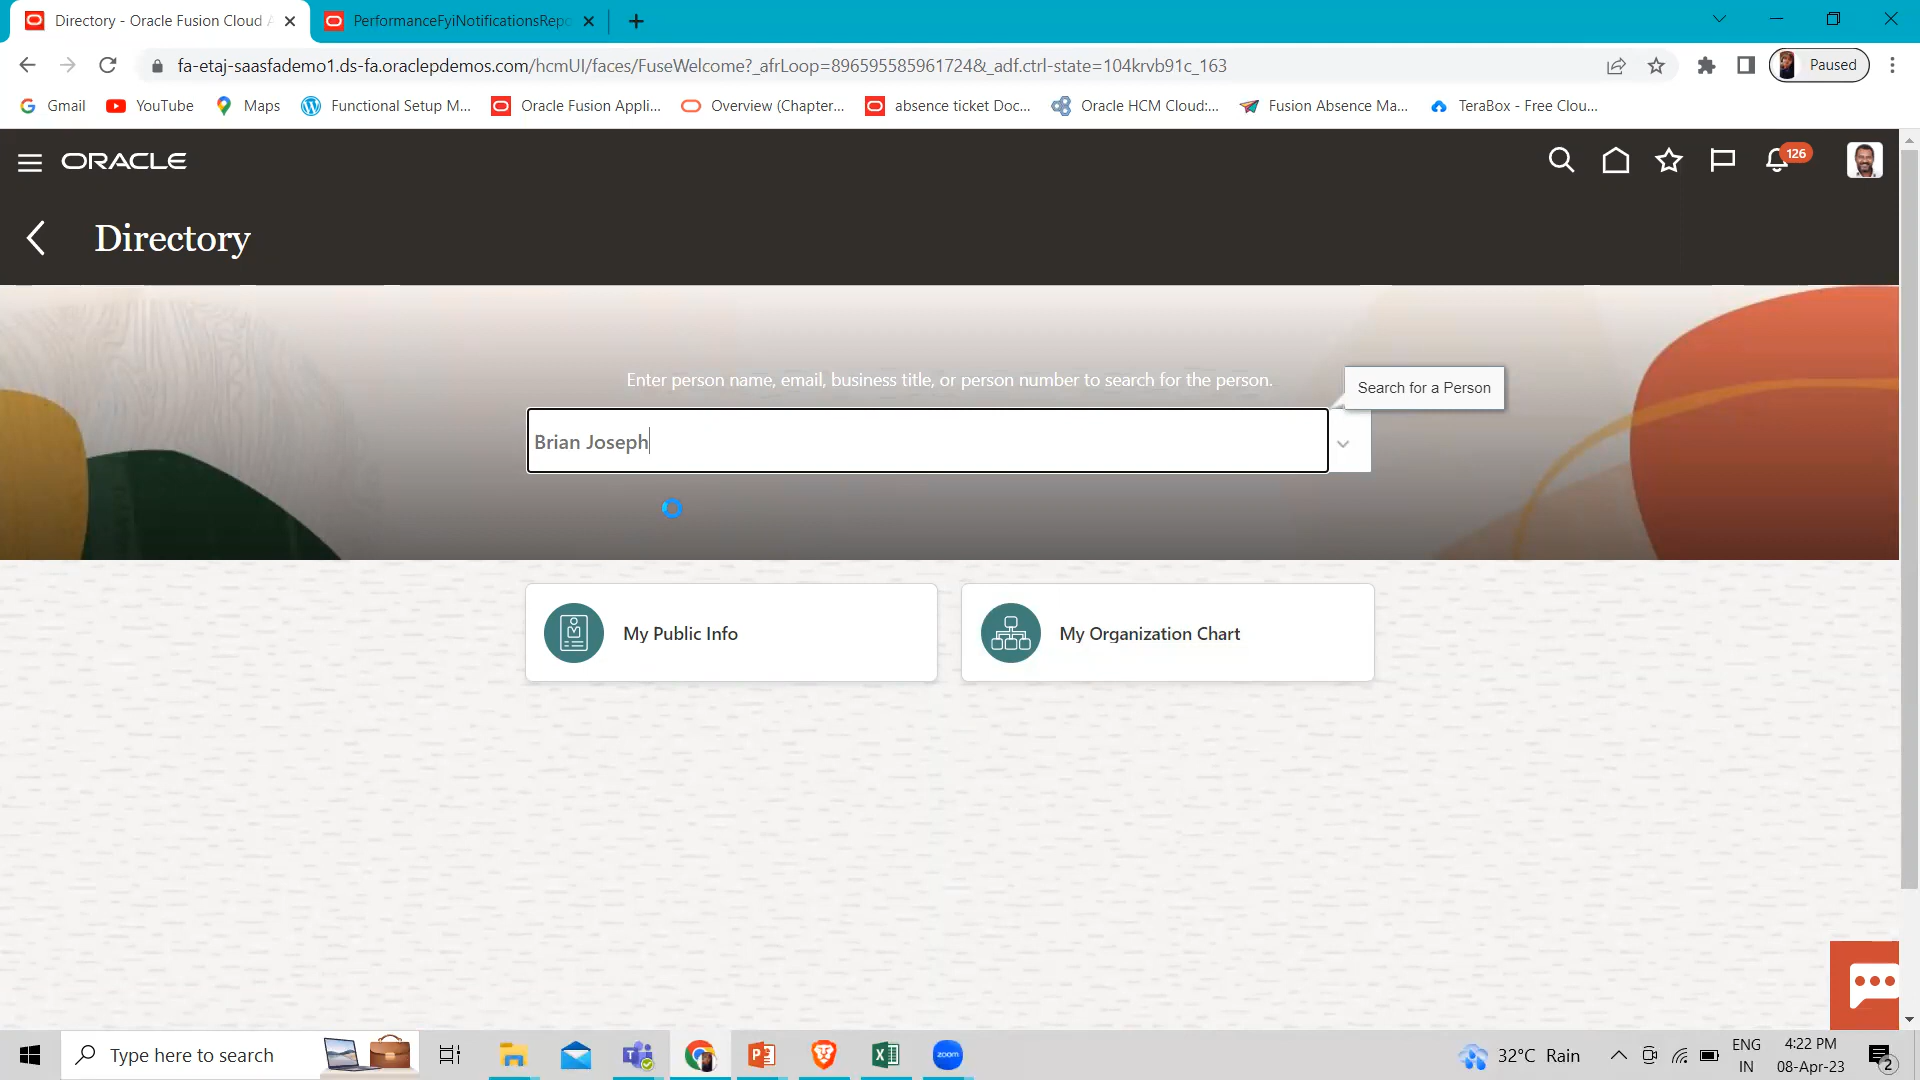 Directory - Oracle Fusion Cloud A
PerformanceFyiNotificationsRepo
fa-etaj-saasfademo1.ds-fa.oraclepdemos.com/hcmUI/faces/FuseWelcome?_afrLoop=8965955855961724&_adf.ctrl-state=104krvb91c_163
Paused
Gmail
YouTube
Maps
Functional Setup M...
Oracle Fusion Appli...
Overview (Chapter...
absence ticket Doc...
Oracle HCM Cloud:...
Fusion Absence Ma...
TeraBox - Free Clou...
ORACLE
126
Directory
Enter person name, email, business title, or person number to search for the person.
Search for a Person
Brian Joseph
My Public Info
My Organization Chart
Type here to search
zoom
32°C Rain
ENG
IN
4:22 PM
08-Apr-23
2